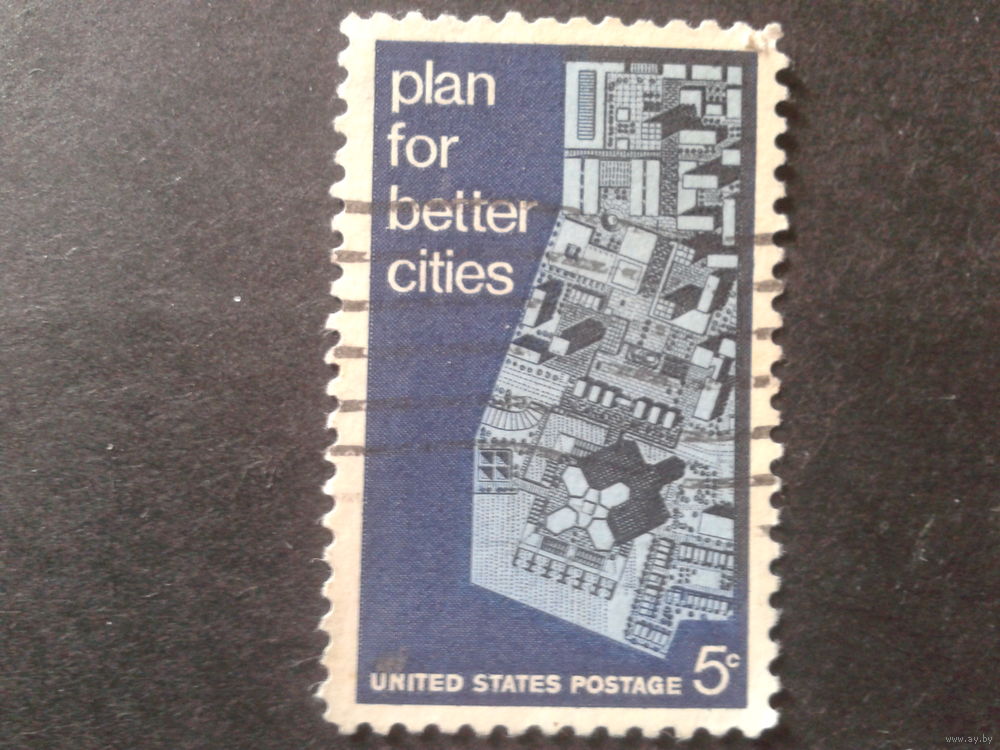 plan
for
better
cities
UNITED STATES POSTAGE 5c
www.ay.by